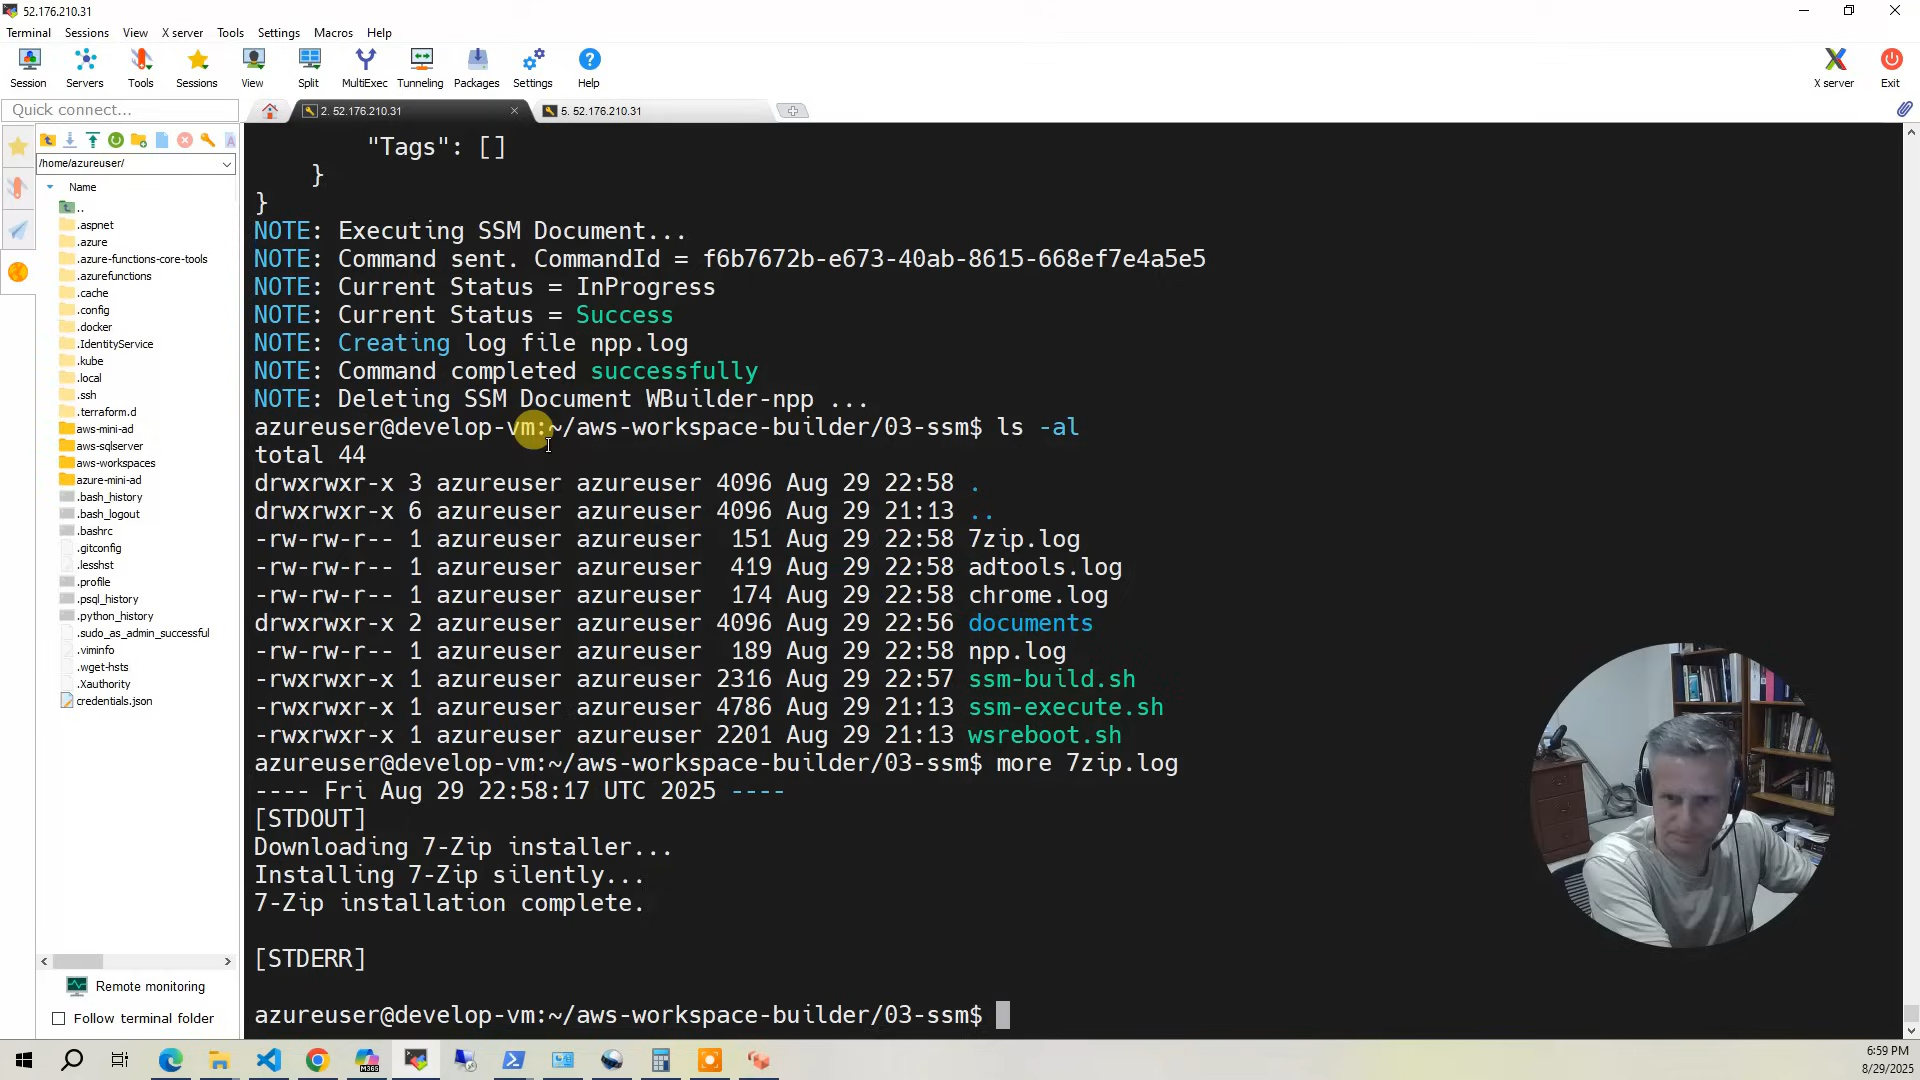 52.176.210.31
Terminal Sessions View X server Tools Settings Macros Help
Session Servers Tools Sessions View Split MultiExec Tunneling Packages Settings Help X server Exit
Quick connect...
2. 52.176.210.31
5. 52.176.210.31
/home/azureuser/
Name
..
.aspnet
.azure
.azure-functions-core-tools
.azurefunctions
.cache
.config
.docker
.IdentityService
.kube
.local
.ssh
.terraform.d
aws-mini-ad
aws-sqlserver
aws-workspaces
azure-mini-ad
.bash_history
.bash_logout
.bashrc
.gitconfig
.lesshst
.profile
.psql_history
.python_history
.sudo_as_admin_successful
.viminfo
.wget-hsts
.Xauthority
credentials.json
Remote monitoring
Follow terminal folder
"Tags": []
}
}
NOTE: Executing SSM Document...
NOTE: Command sent. CommandId = f6b7672b-e673-40ab-8615-668ef7e4a5e5
NOTE: Current Status = InProgress
NOTE: Current Status = Success
NOTE: Creating log file npp.log
NOTE: Command completed successfully
NOTE: Deleting SSM Document WBuilder-npp ...
azureuser@develop-vm:~/aws-workspace-builder/03-ssm$ ls -al
total 44
drwxrwxr-x 3 azureuser azureuser 4096 Aug 29 22:58 .
drwxrwxr-x 6 azureuser azureuser 4096 Aug 29 21:13 ..
-rw-rw-r-- 1 azureuser azureuser  151 Aug 29 22:58 7zip.log
-rw-rw-r-- 1 azureuser azureuser  419 Aug 29 22:58 adtools.log
-rw-rw-r-- 1 azureuser azureuser  174 Aug 29 22:58 chrome.log
drwxrwxr-x 2 azureuser azureuser 4096 Aug 29 22:56 documents
-rw-rw-r-- 1 azureuser azureuser  189 Aug 29 22:58 npp.log
-rwxrwxr-x 1 azureuser azureuser 2316 Aug 29 22:57 ssm-build.sh
-rwxrwxr-x 1 azureuser azureuser 4786 Aug 29 21:13 ssm-execute.sh
-rwxrwxr-x 1 azureuser azureuser 2201 Aug 29 21:13 wsreboot.sh
azureuser@develop-vm:~/aws-workspace-builder/03-ssm$ more 7zip.log
---- Fri Aug 29 22:58:17 UTC 2025 ----
[STDOUT]
Downloading 7-Zip installer...
Installing 7-Zip silently...
7-Zip installation complete.
[STDERR]
azureuser@develop-vm:~/aws-workspace-builder/03-ssm$
M365
6:59 PM
8/29/2025